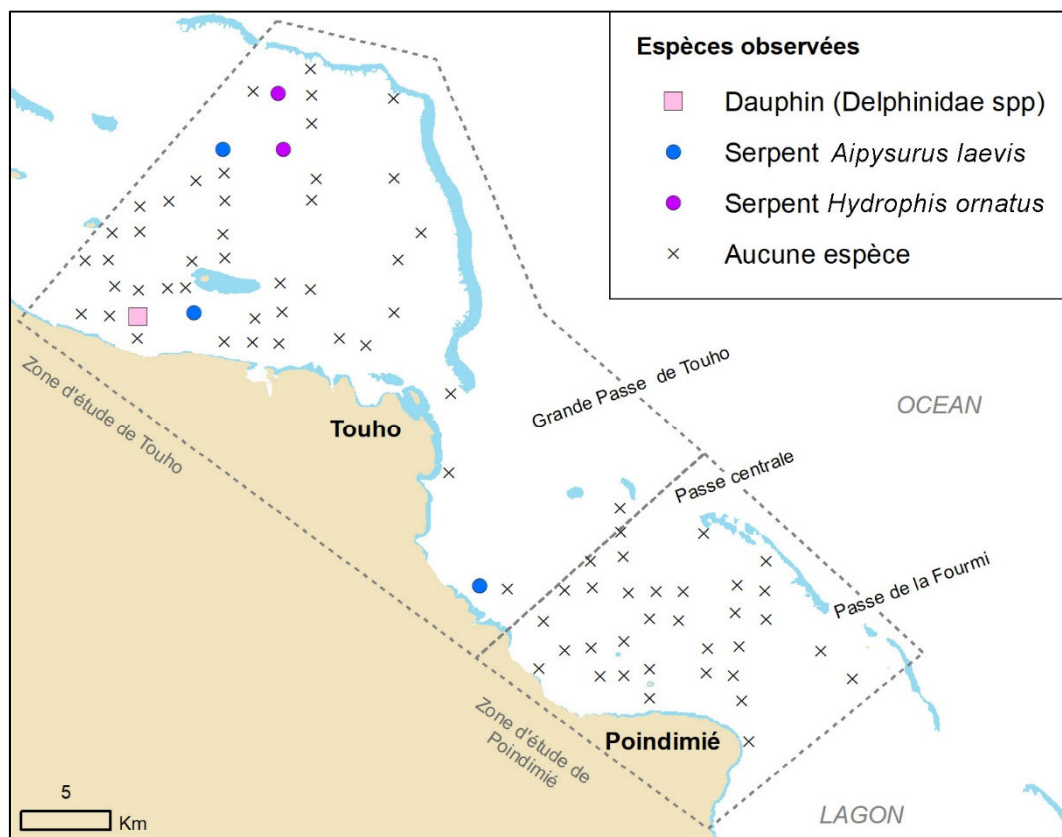 Espèces observées
Dauphin (Delphinidae spp)
Serpent Aipysurus laevis
Serpent Hydrophis ornatus
Aucune espèce
Grande Passe de Touho
OCEAN
Zone d'étude de Touho
Touho
Passe centrale
Passe de la Fourmi
Zone d'étude de
Poindimié
Poindimié
5
Km
LAGON